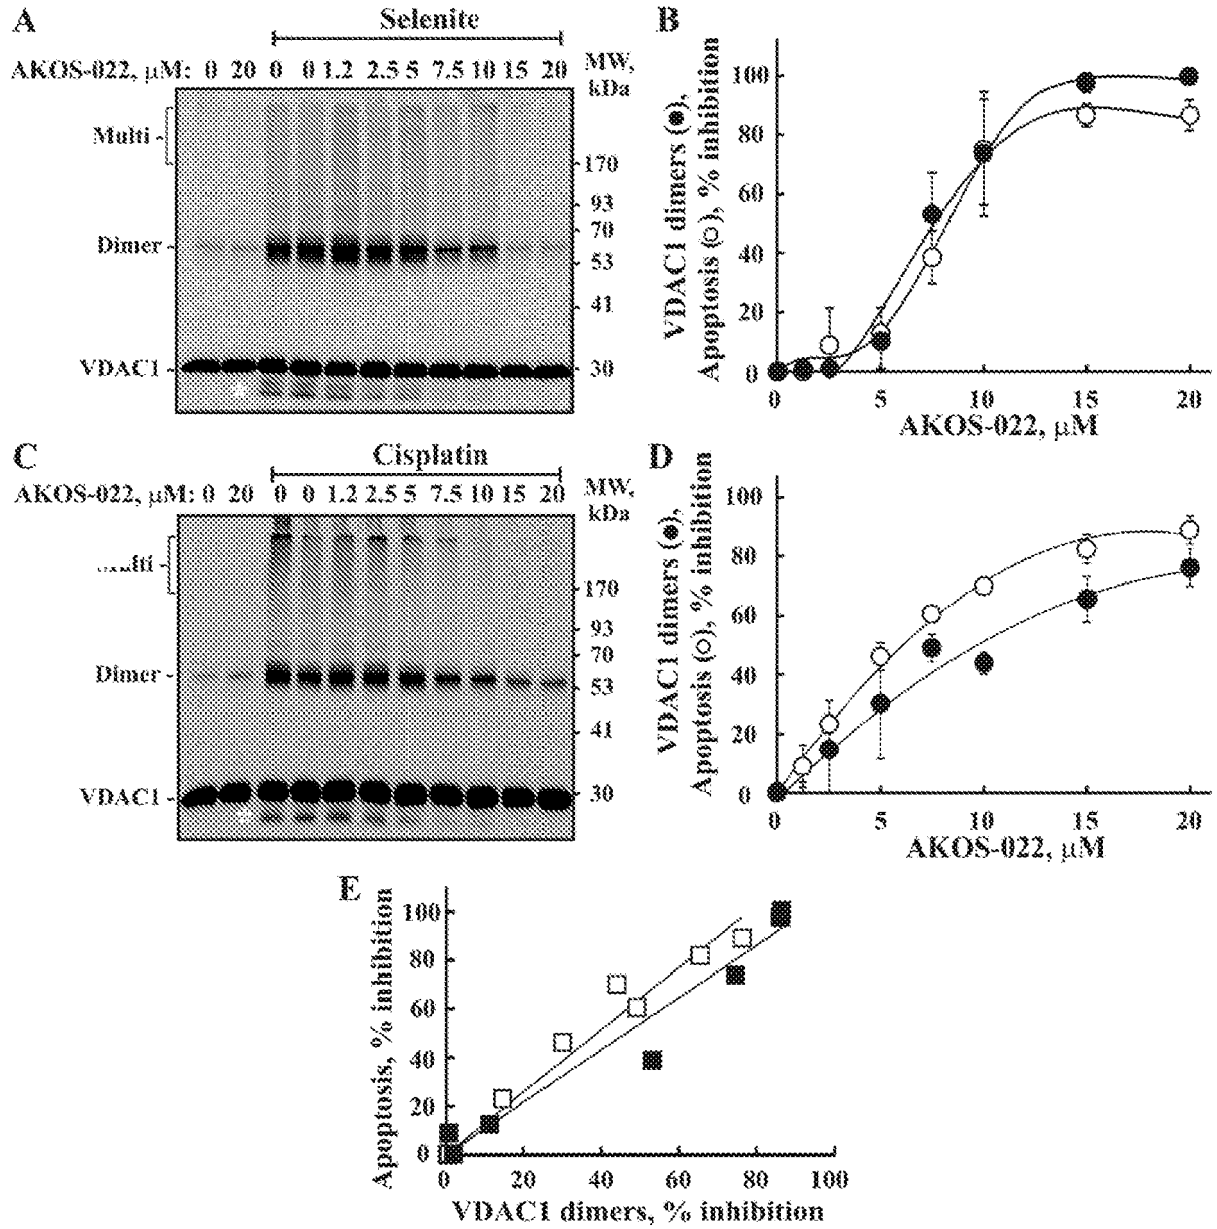 A
Selenite
AKOS-022, μM: 0 20 0 0 1.2 2.5 5 7.5 10 15 20
MW, kDa
Multi -
Dimer -
VDAC1 -
170
93
70
53
41
30
B
VDAC1 dimers (●),
Apoptosis (○), % inhibition
100
80
60
40
20
0
0 5 10 15 20
AKOS-022, μM
C
Cisplatin
AKOS-022, μM: 0 20 0 0 1.2 2.5 5 7.5 10 15 20
MW, kDa
Dimer -
VDAC1 -
170
93
70
53
41
30
D
VDAC1 dimers (●),
Apoptosis (○), % inhibition
100
80
60
40
20
0
0 5 10 15 20
AKOS-022, μM
E
Apoptosis, % inhibition
100
80
60
40
20
0
0 20 40 60 80 100
VDAC1 dimers, % inhibition